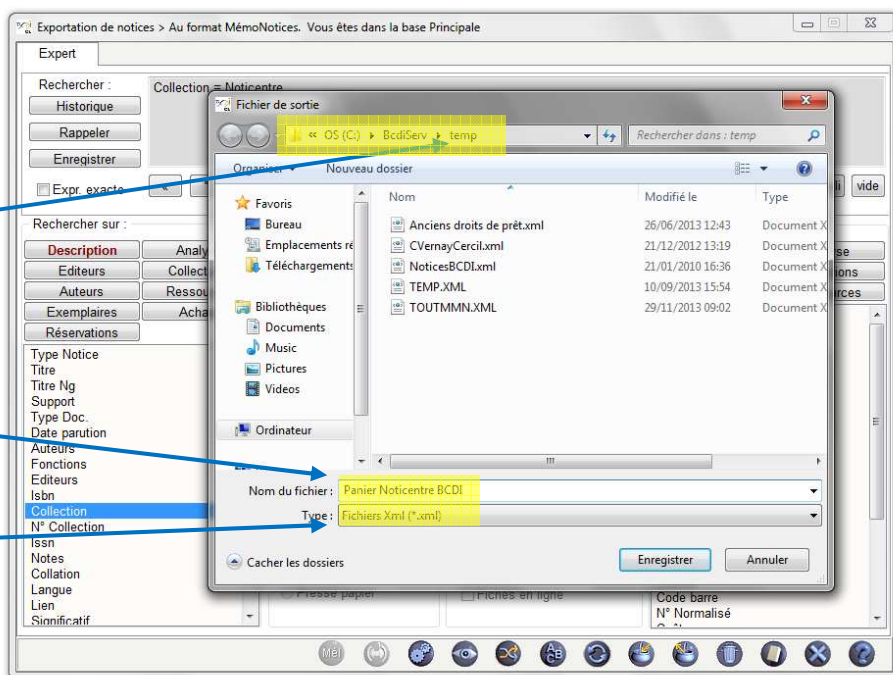 Exportation de notices > Au format MémoNotices. Vous êtes dans la base Principale
Expert
Rechercher :
Collection = Noticentre
Historique
Rappeler
Enregistrer
Expr. exacte
«
vide
Rechercher sur :
Description
Editeurs
Auteurs
Ressou
Exemplaires
Acha
Réservations
Type Notice
Titre
Titre Ng
Support
Type Doc.
Date parution
Auteurs
Fonctions
Editeurs
Isbn
Collection
N° Collection
Issn
Notes
Collation
Langue
Lien
Significatif
Fichier de sortie
« OS (C:) BcdiServ temp
Rechercher dans : temp
Organiser
Nouveau dossier
Favoris
Bureau
Emplacements ré
Téléchargements
Bibliothèques
Documents
Music
Pictures
Videos
Ordinateur
Nom Modifié le Type
Anciens droits de prêt.xml 26/06/2013 12:43 Document X
CVernayCercil.xml 21/12/2012 13:19 Document X
NoticesBCDI.xml 21/01/2010 16:36 Document X
TEMP.XML 10/09/2013 15:54 Document X
TOUTMMN.XML 29/11/2013 09:02 Document X
Nom du fichier : Panier Noticentre BCDI
Type : Fichiers Xml (*.xml)
Cacher les dossiers
Enregistrer
Annuler
Presse papier
Fiches en ligne
Code barre
N° Normalisé
Mél